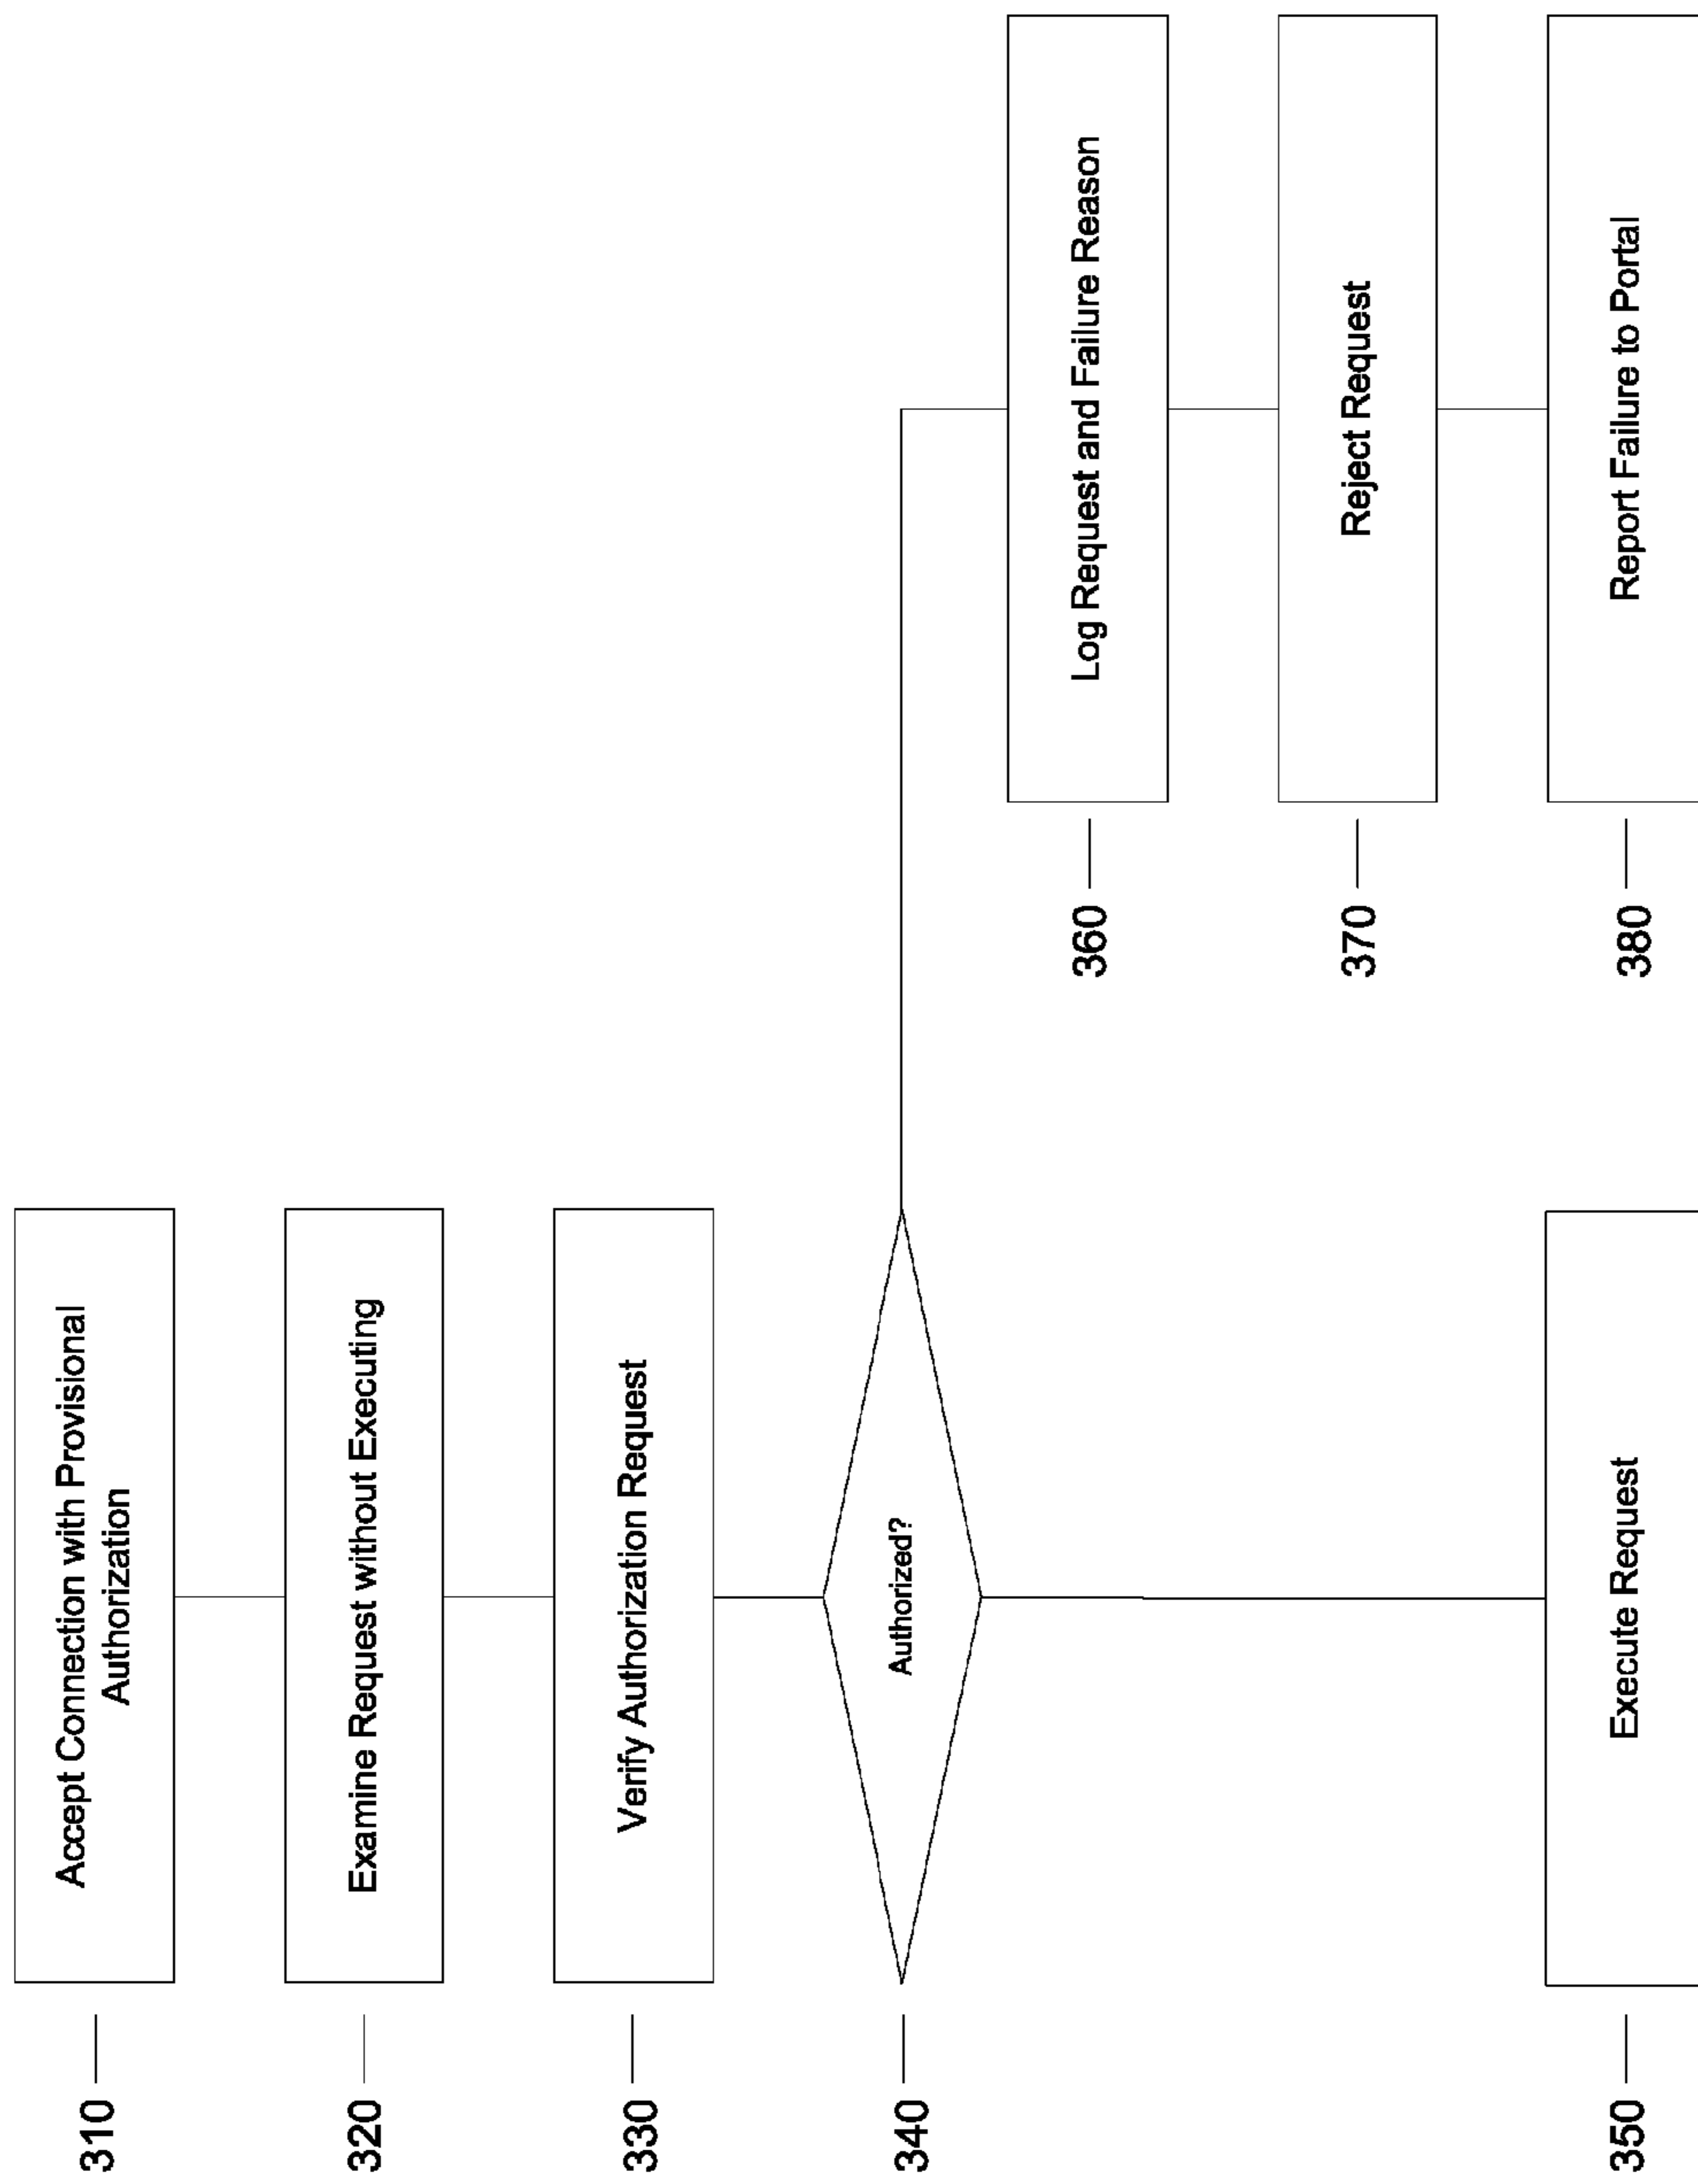 310
Accept Connection with Provisional
Authorization
320
Examine Request without Executing
330
Verify Authorization Request
340
Authorized?
360
Log Request and Failure Reason
370
Reject Request
350
Execute Request
380
Report Failure to Portal